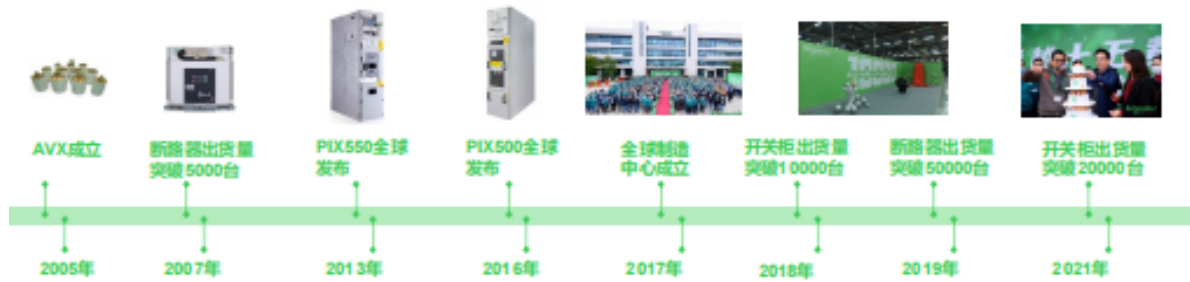 AVX成立
断路器出货量
突破5000台
PIX550全球
发布
PIX500全球
发布
全球制造
中心成立
开关柜出货量
突破10000台
断路器出货量
突破50000台
开关柜出货量
突破20000台
2005年
2007年
2013年
2016年
2017年
2018年
2019年
2021年